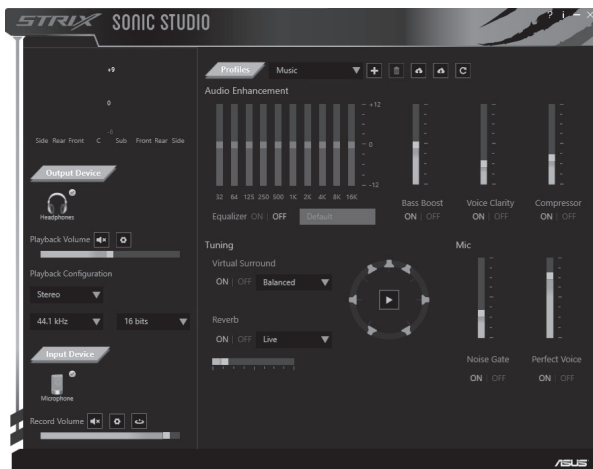 STRIX SONIC STUDIO
? i – ×
+9
0
-9
Side Rear Front C Sub Front Rear Side
Output Device
Headphones
Playback Volume
Playback Configuration
Stereo
44.1 kHz 16 bits
Input Device
Microphone
Record Volume
Profiles Music
Audio Enhancement
+12
0
-12
32 64 125 250 500 1K 2K 4K 8K 16K
Equalizer ON | OFF Default
Bass Boost Voice Clarity Compressor
ON | OFF ON | OFF ON | OFF
Tuning
Virtual Surround
ON | OFF Balanced
Reverb
ON | OFF Live
Mic
Noise Gate Perfect Voice
ON | OFF ON | OFF
ASUS